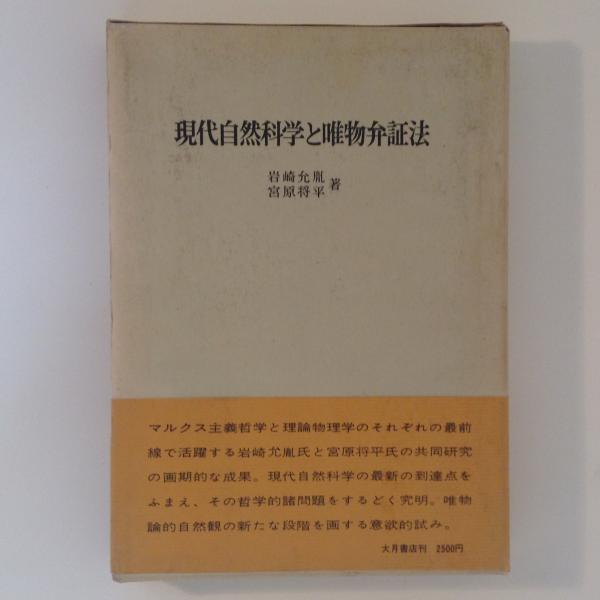 現代自然科学と唯物弁証法
岩崎允胤
宮原将平 著
マルクス主義哲学と理論物理学のそれぞれの最前
線で活躍する岩崎允胤氏と宮原将平氏の共同研究
の画期的な成果。現代自然科学の最新の到達点を
ふまえ、その哲学的諸問題をするどく究明。唯物
論的自然観の新たな段階を画する意欲的試み。
大月書店刊 2500円